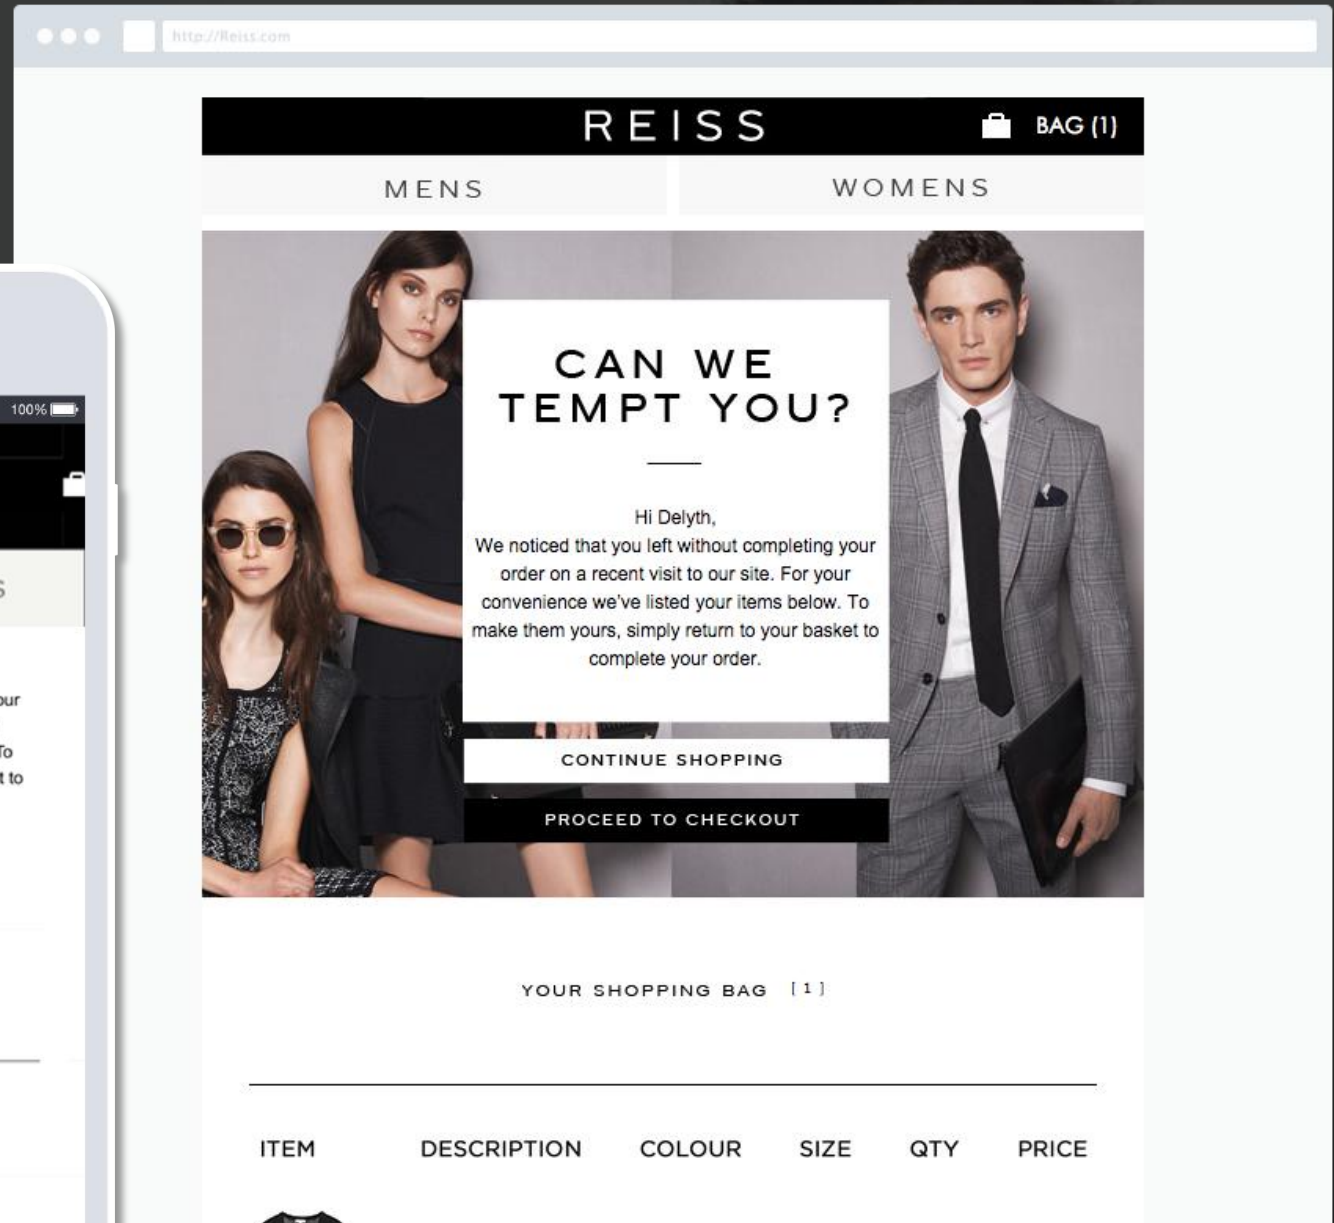 http://Reiss.com
REISS
BAG (1)
MENS
WOMENS
CAN WE
TEMPT YOU?
Hi Delyth,
We noticed that you left without completing your
order on a recent visit to our site. For your
convenience we've listed your items below. To
make them yours, simply return to your basket to
complete your order.
CONTINUE SHOPPING
PROCEED TO CHECKOUT
YOUR SHOPPING BAG [ 1 ]
ITEM DESCRIPTION COLOUR SIZE QTY PRICE
100%
S
our
To
t to